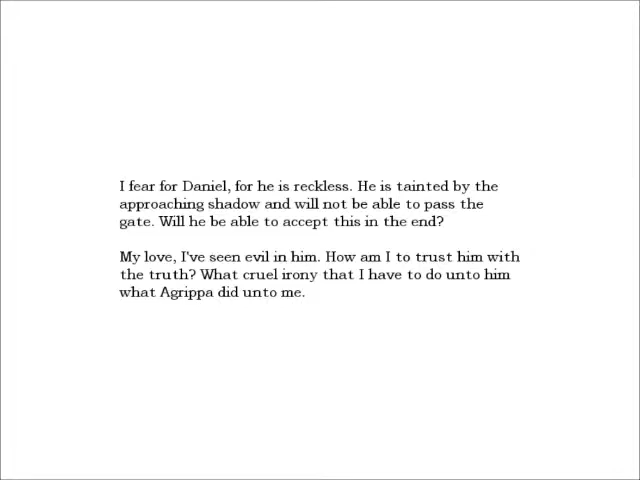 I fear for Daniel, for he is reckless. He is tainted by the
approaching shadow and will not be able to pass the
gate. Will he be able to accept this in the end?
My love, I've seen evil in him. How am I to trust him with
the truth? What cruel irony that I have to do unto him
what Agrippa did unto me.